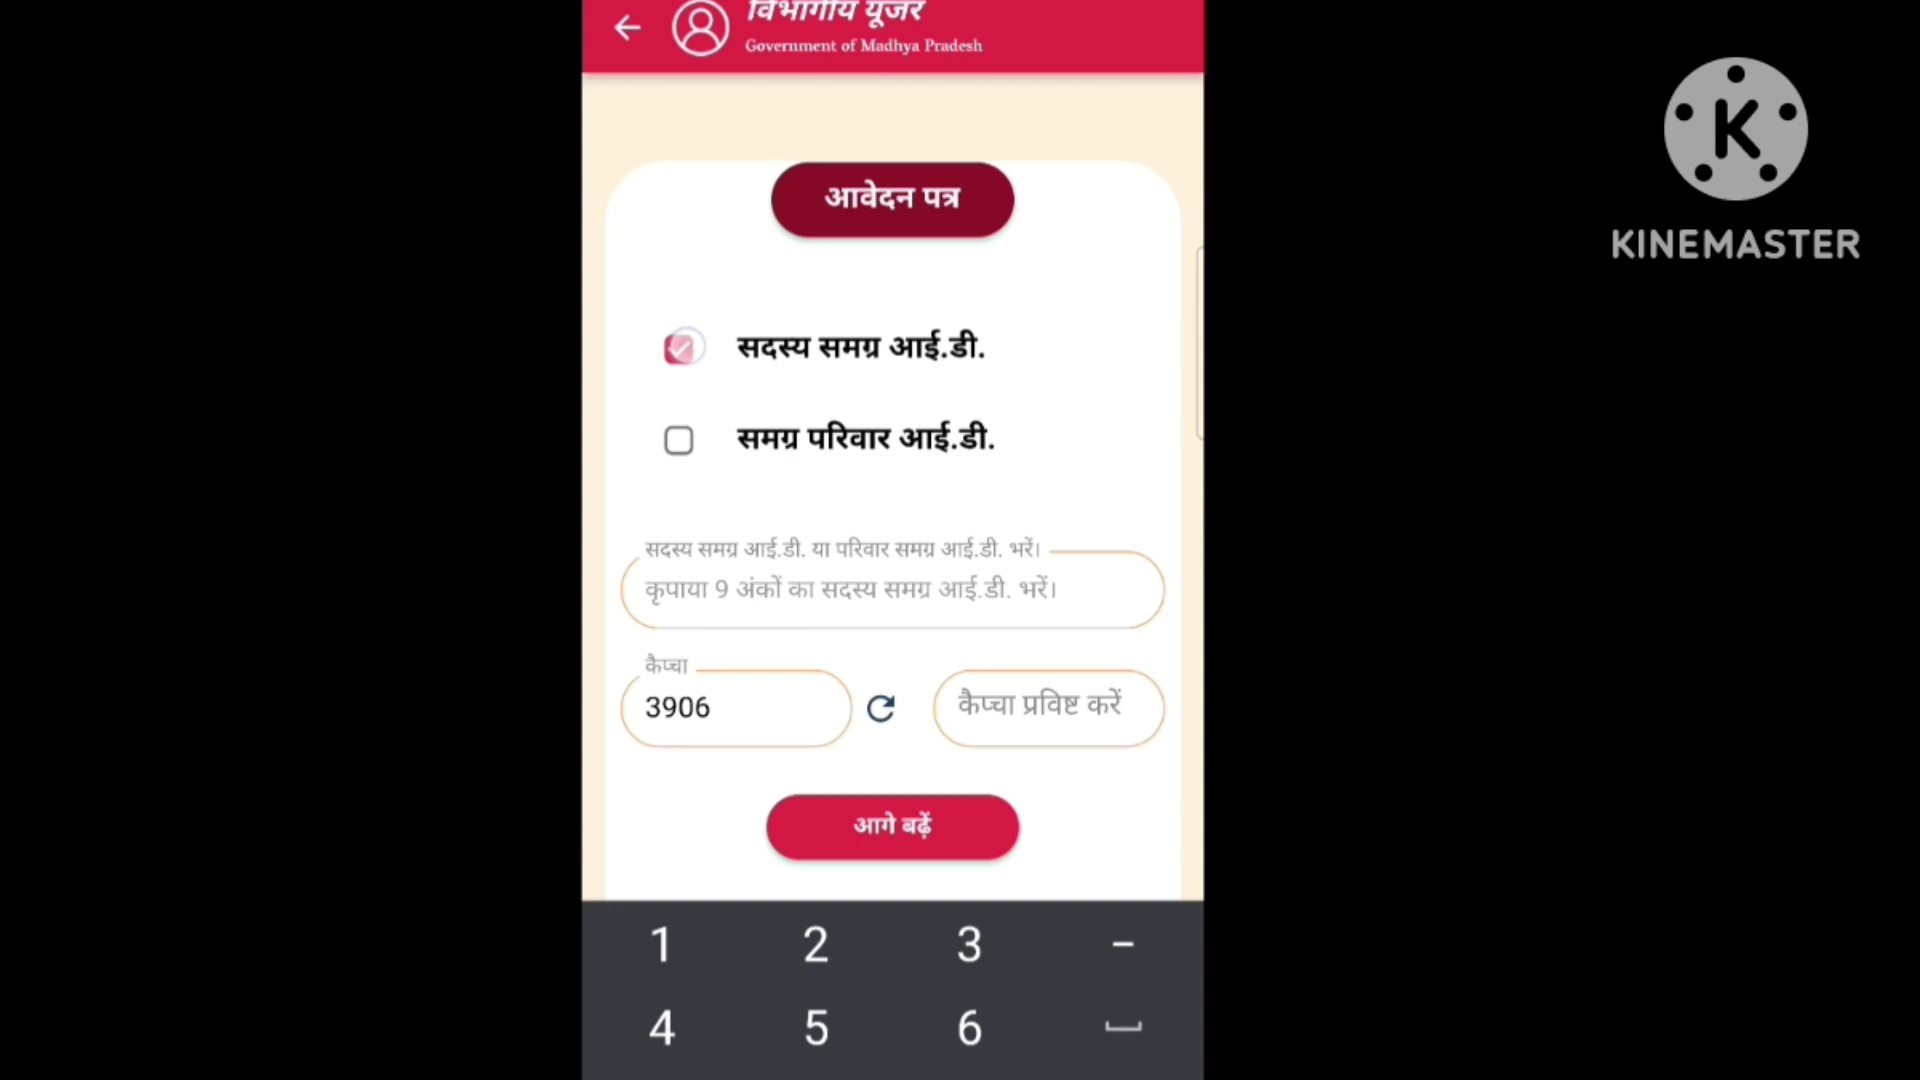 विभागीय यूजर
Government of Madhya Pradesh
KINEMASTER
आवेदन पत्र
सदस्य समग्र आई.डी.
समग्र परिवार आई.डी.
सदस्य समग्र आई.डी. या परिवार समग्र आई.डी. भरें।
कृपाया 9 अंकों का सदस्य समग्र आई.डी. भरें।
कैप्चा
3906
कैप्चा प्रविष्ट करें
आगे बढ़ें
1 2 3 -
4 5 6